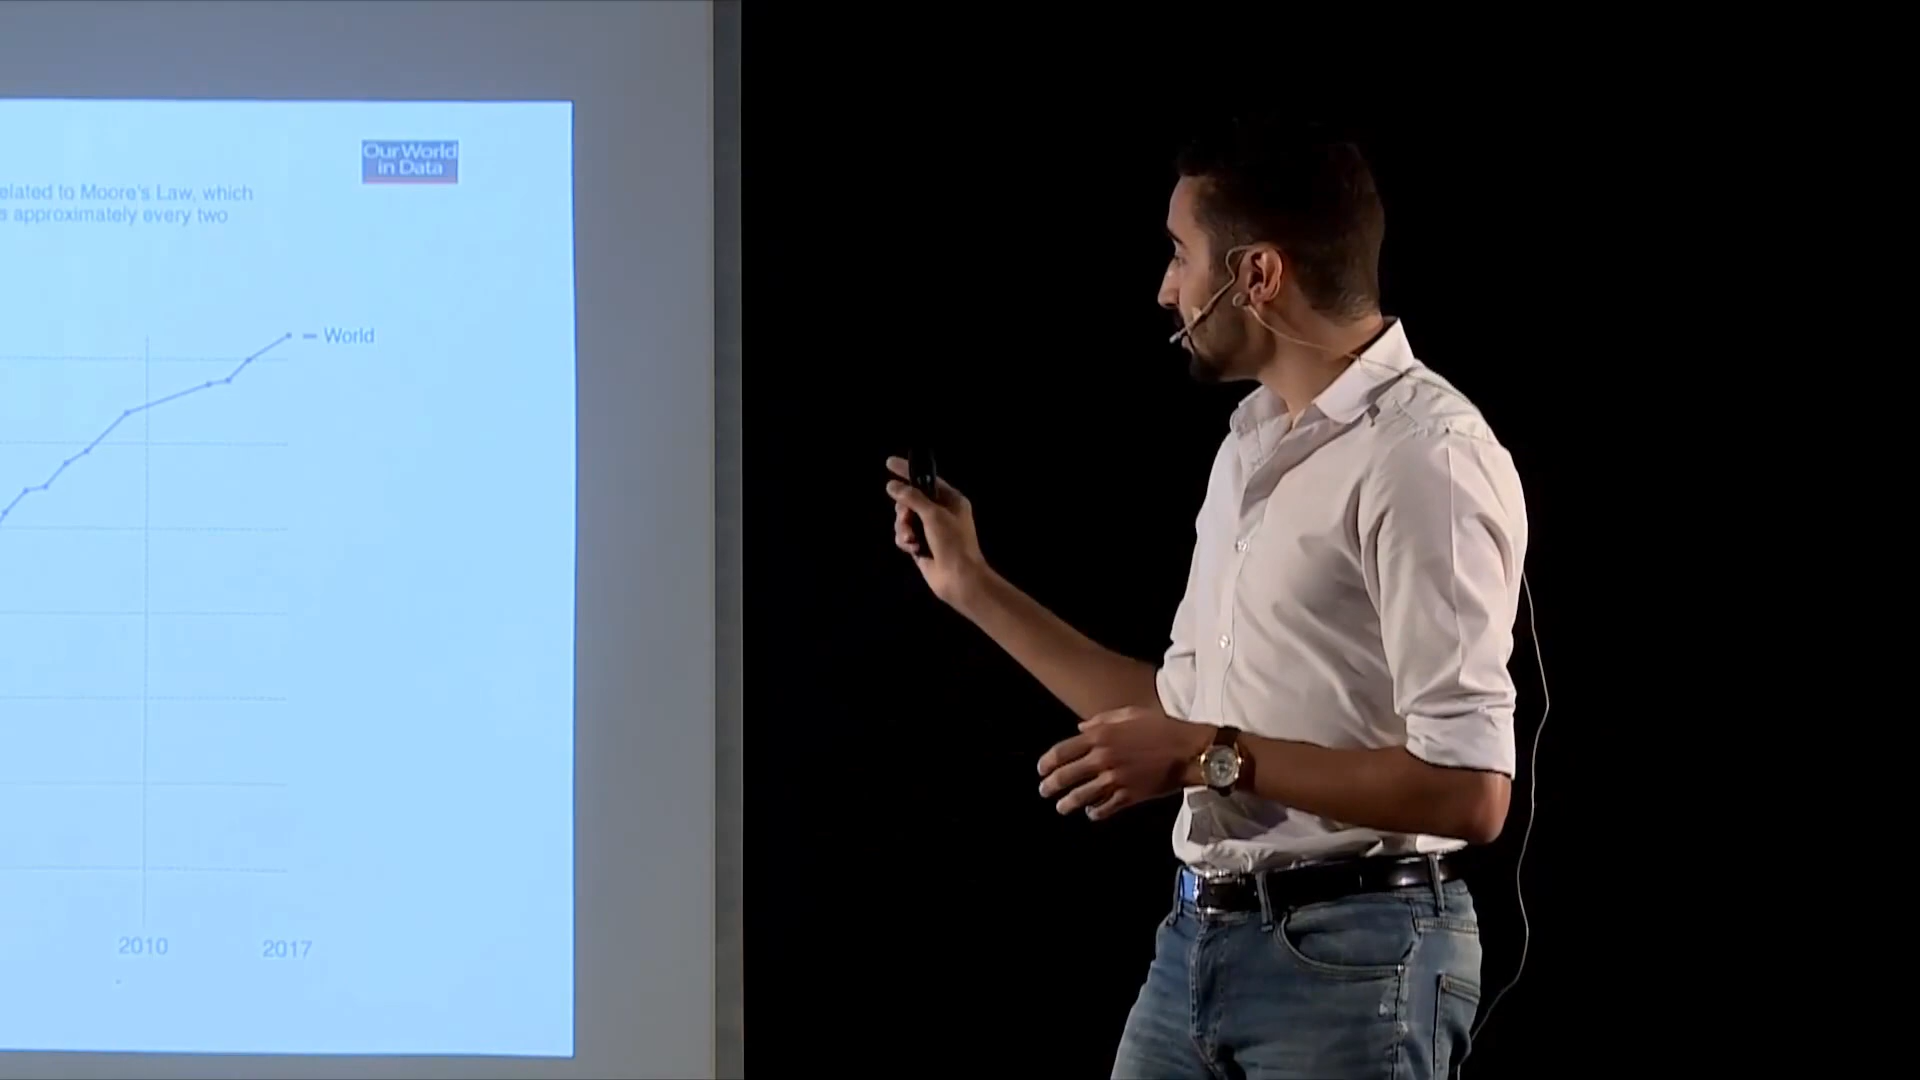 Our World
in Data
elated to Moore's Law, which
s approximately every two
World
2010
2017